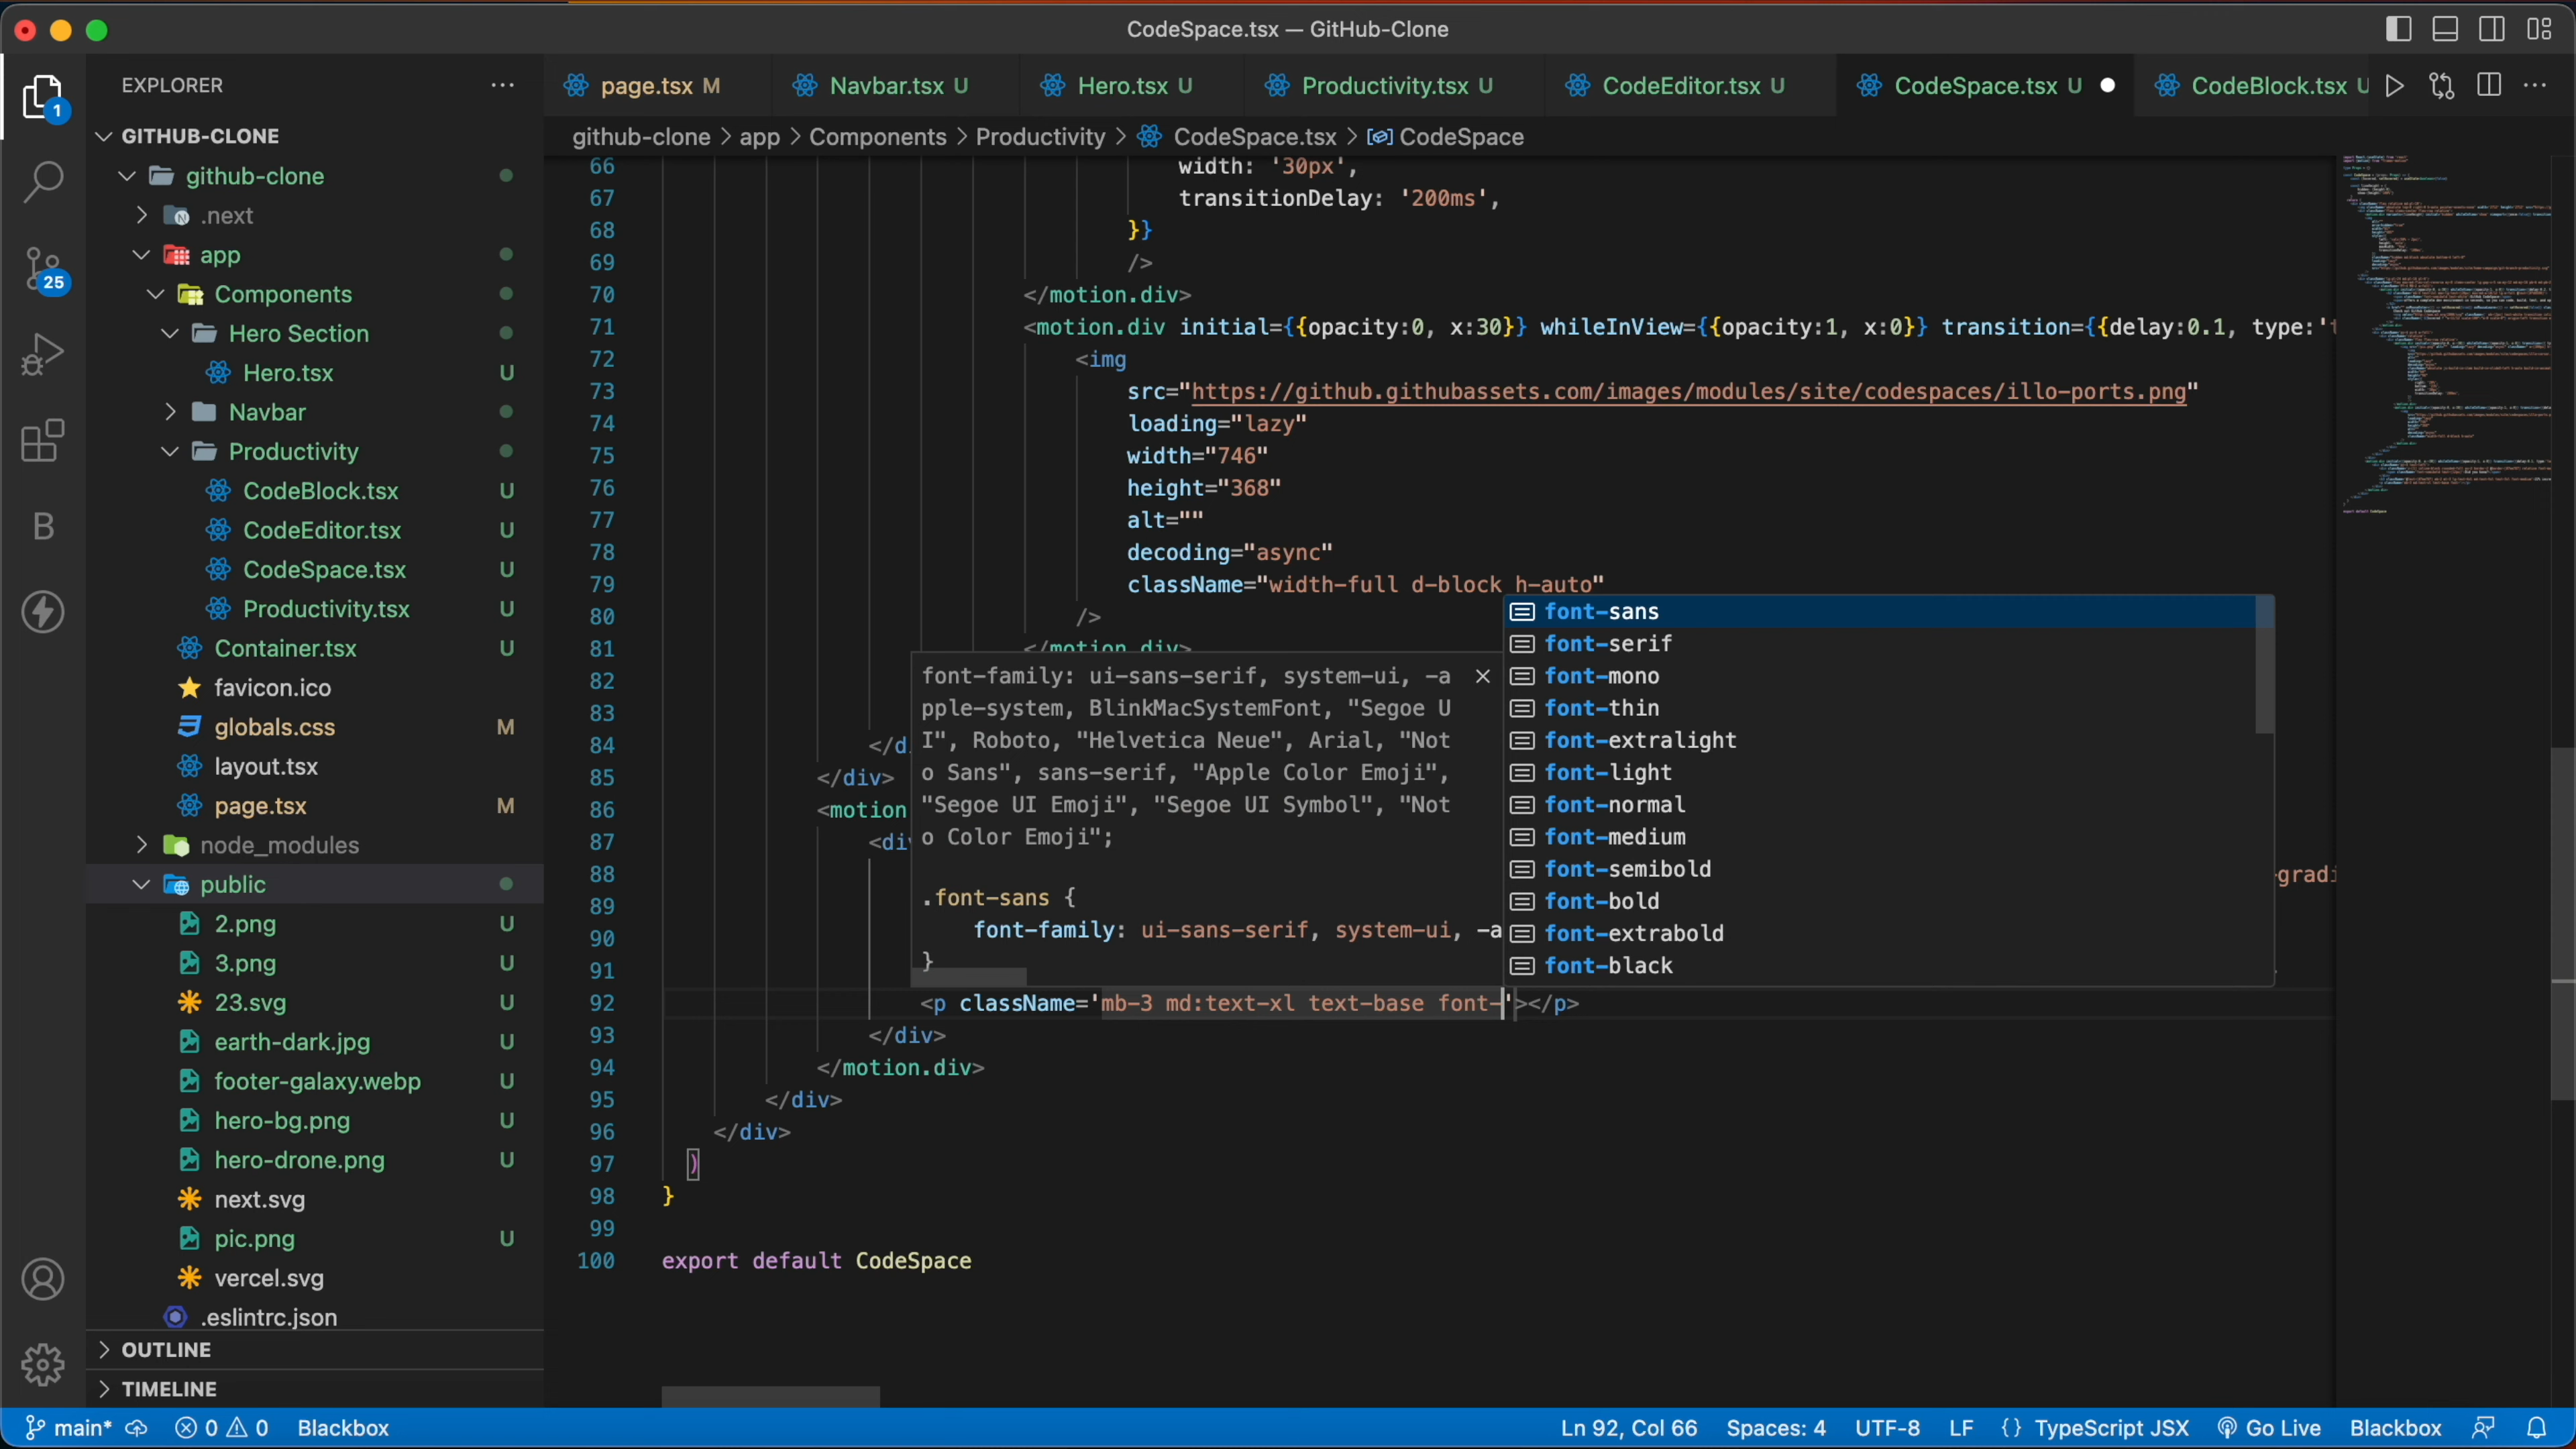 CodeSpace.tsx — GitHub-Clone
EXPLORER
1
GITHUB-CLONE
github-clone
.next
app
25
Components
Hero Section
Hero.tsx U
Navbar
Productivity
CodeBlock.tsx U
B
CodeEditor.tsx U
CodeSpace.tsx U
Productivity.tsx U
Container.tsx U
favicon.ico
globals.css M
layout.tsx
page.tsx M
node_modules
public
2.png U
3.png U
23.svg U
earth-dark.jpg U
footer-galaxy.webp U
hero-bg.png U
hero-drone.png U
next.svg
pic.png U
vercel.svg
.eslintrc.json
OUTLINE
TIMELINE
page.tsx M Navbar.tsx U Hero.tsx U Productivity.tsx U CodeEditor.tsx U CodeSpace.tsx U CodeBlock.tsx U
github-clone > app > Components > Productivity > CodeSpace.tsx > CodeSpace
66 width: '30px',
67 transitionDelay: '200ms',
68 }}
69 />
70 </motion.div>
71 <motion.div initial={{opacity:0, x:30}} whileInView={{opacity:1, x:0}} transition={{delay:0.1, type:'t
72 <img
73 src="https://github.githubassets.com/images/modules/site/codespaces/illo-ports.png"
74 loading="lazy"
75 width="746"
76 height="368"
77 alt=""
78 decoding="async"
79 className="width-full d-block h-auto"
80 />
81 </motion.div>
82
83
84 </d
85 </div>
86 <motion
87 <di
88 -gradi
89
90
91
92 <p className='mb-3 md:text-xl text-base font-'></p>
93 </div>
94 </motion.div>
95 </div>
96 </div>
97 )
98 }
99
100 export default CodeSpace
font-family: ui-sans-serif, system-ui, -a
pple-system, BlinkMacSystemFont, "Segoe U
I", Roboto, "Helvetica Neue", Arial, "Not
o Sans", sans-serif, "Apple Color Emoji",
"Segoe UI Emoji", "Segoe UI Symbol", "Not
o Color Emoji";
.font-sans {
font-family: ui-sans-serif, system-ui, -a
}
font-sans
font-serif
font-mono
font-thin
font-extralight
font-light
font-normal
font-medium
font-semibold
font-bold
font-extrabold
font-black
main* 0 0 Blackbox Ln 92, Col 66 Spaces: 4 UTF-8 LF {} TypeScript JSX Go Live Blackbox